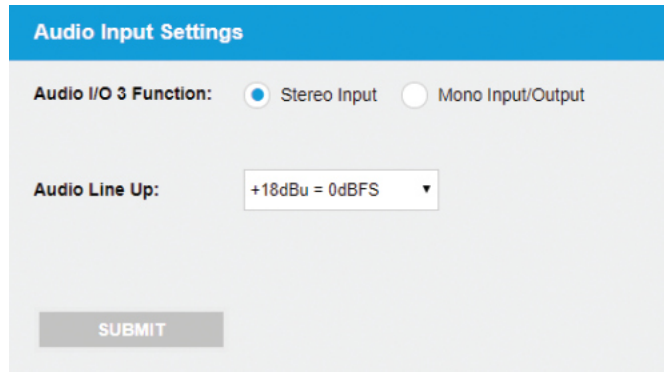 Audio Input Settings
Audio I/O 3 Function: Stereo Input Mono Input/Output
Audio Line Up: +18dBu = 0dBFS
SUBMIT